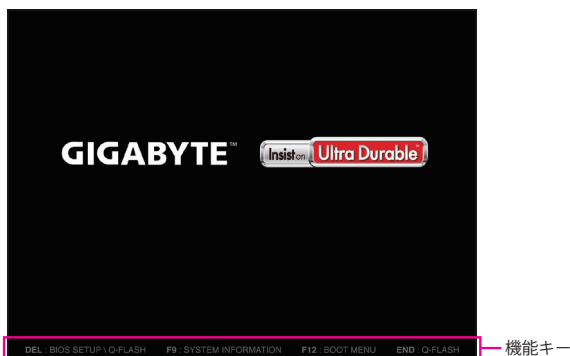 GIGABYTE™ Insist on Ultra Durable™
DEL : BIOS SETUP \ Q-FLASH F9 : SYSTEM INFORMATION F12 : BOOT MENU END : Q-FLASH
機能キー